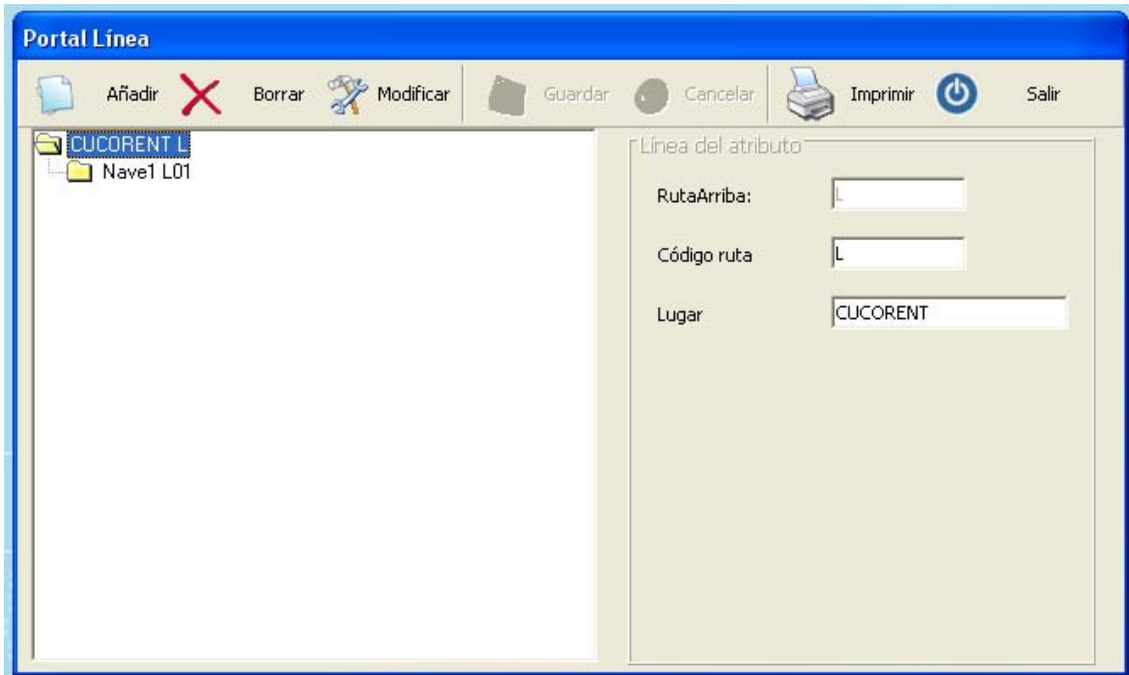 Portal Línea
Añadir Borrar Modificar Guardar Cancelar Imprimir Salir
CUCORENT L
Nave1 L01
Línea del atributo
RutaArriba: L
Código ruta L
Lugar CUCORENT